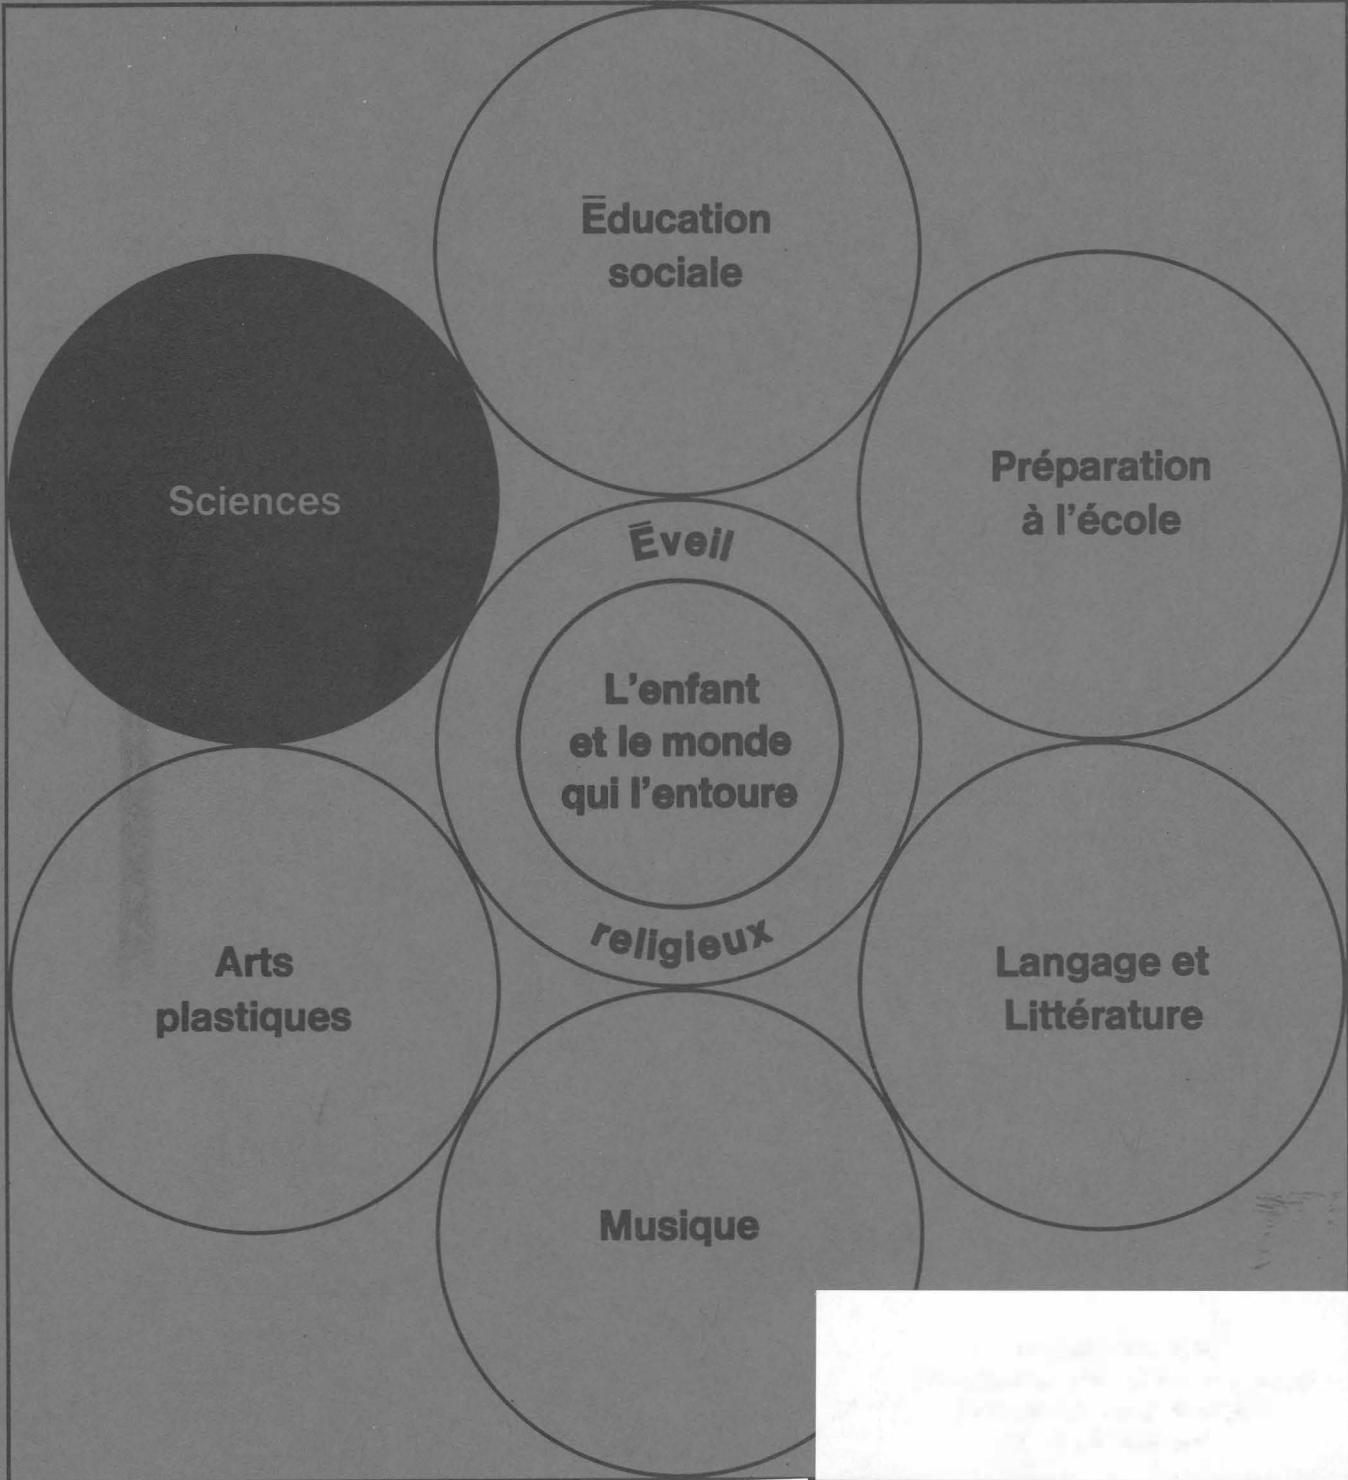 Éducation
sociale
Sciences
Préparation
à l'école
Éveil
L'enfant
et le monde
qui l'entoure
religieux
Arts
plastiques
Langage et
Littérature
Musique